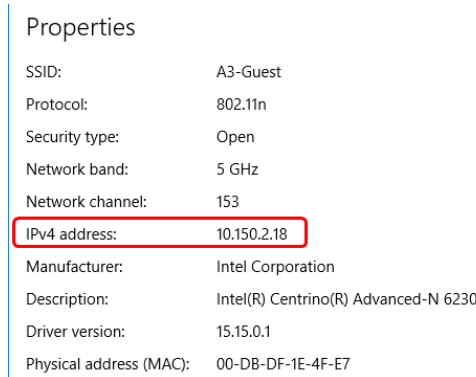 Properties
SSID: A3-Guest
Protocol: 802.11n
Security type: Open
Network band: 5 GHz
Network channel: 153
IPv4 address: 10.150.2.18
Manufacturer: Intel Corporation
Description: Intel(R) Centrino(R) Advanced-N 6230
Driver version: 15.15.0.1
Physical address (MAC): 00-DB-DF-1E-4F-E7